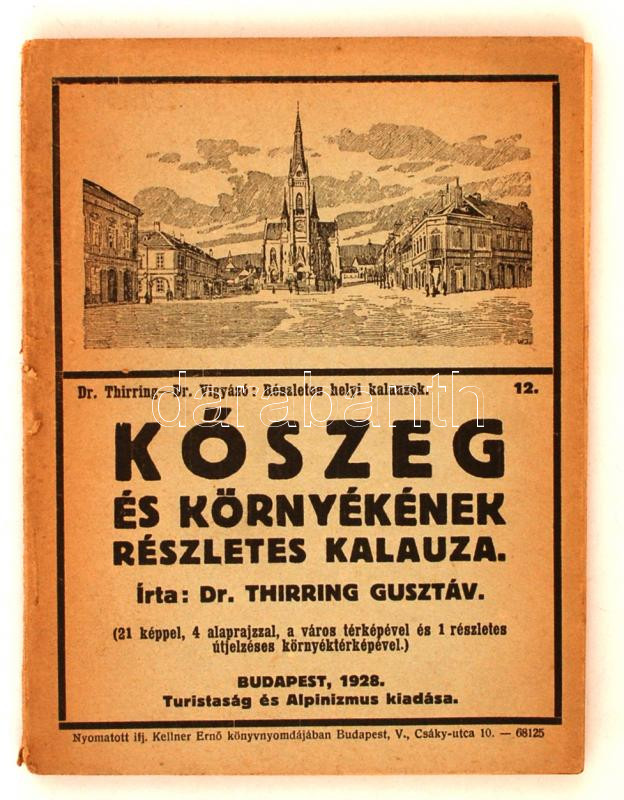 Dr. Thirring—Dr. Vigyázó: Részletes helyi kalauzok. 12.
darabanth
KŐSZEG
ÉS KÖRNYÉKÉNEK
RÉSZLETES KALAUZA.
Írta: Dr. THIRRING GUSZTÁV.
(21 képpel, 4 alaprajzzal, a város térképével és 1 részletes
útjelzéses környéktérképével.)
BUDAPEST, 1928.
Turistaság és Alpinizmus kiadása.
Nyomatott ifj. Kellner Ernő könyvnyomdájában Budapest, V., Csáky-utca 10. — 68125